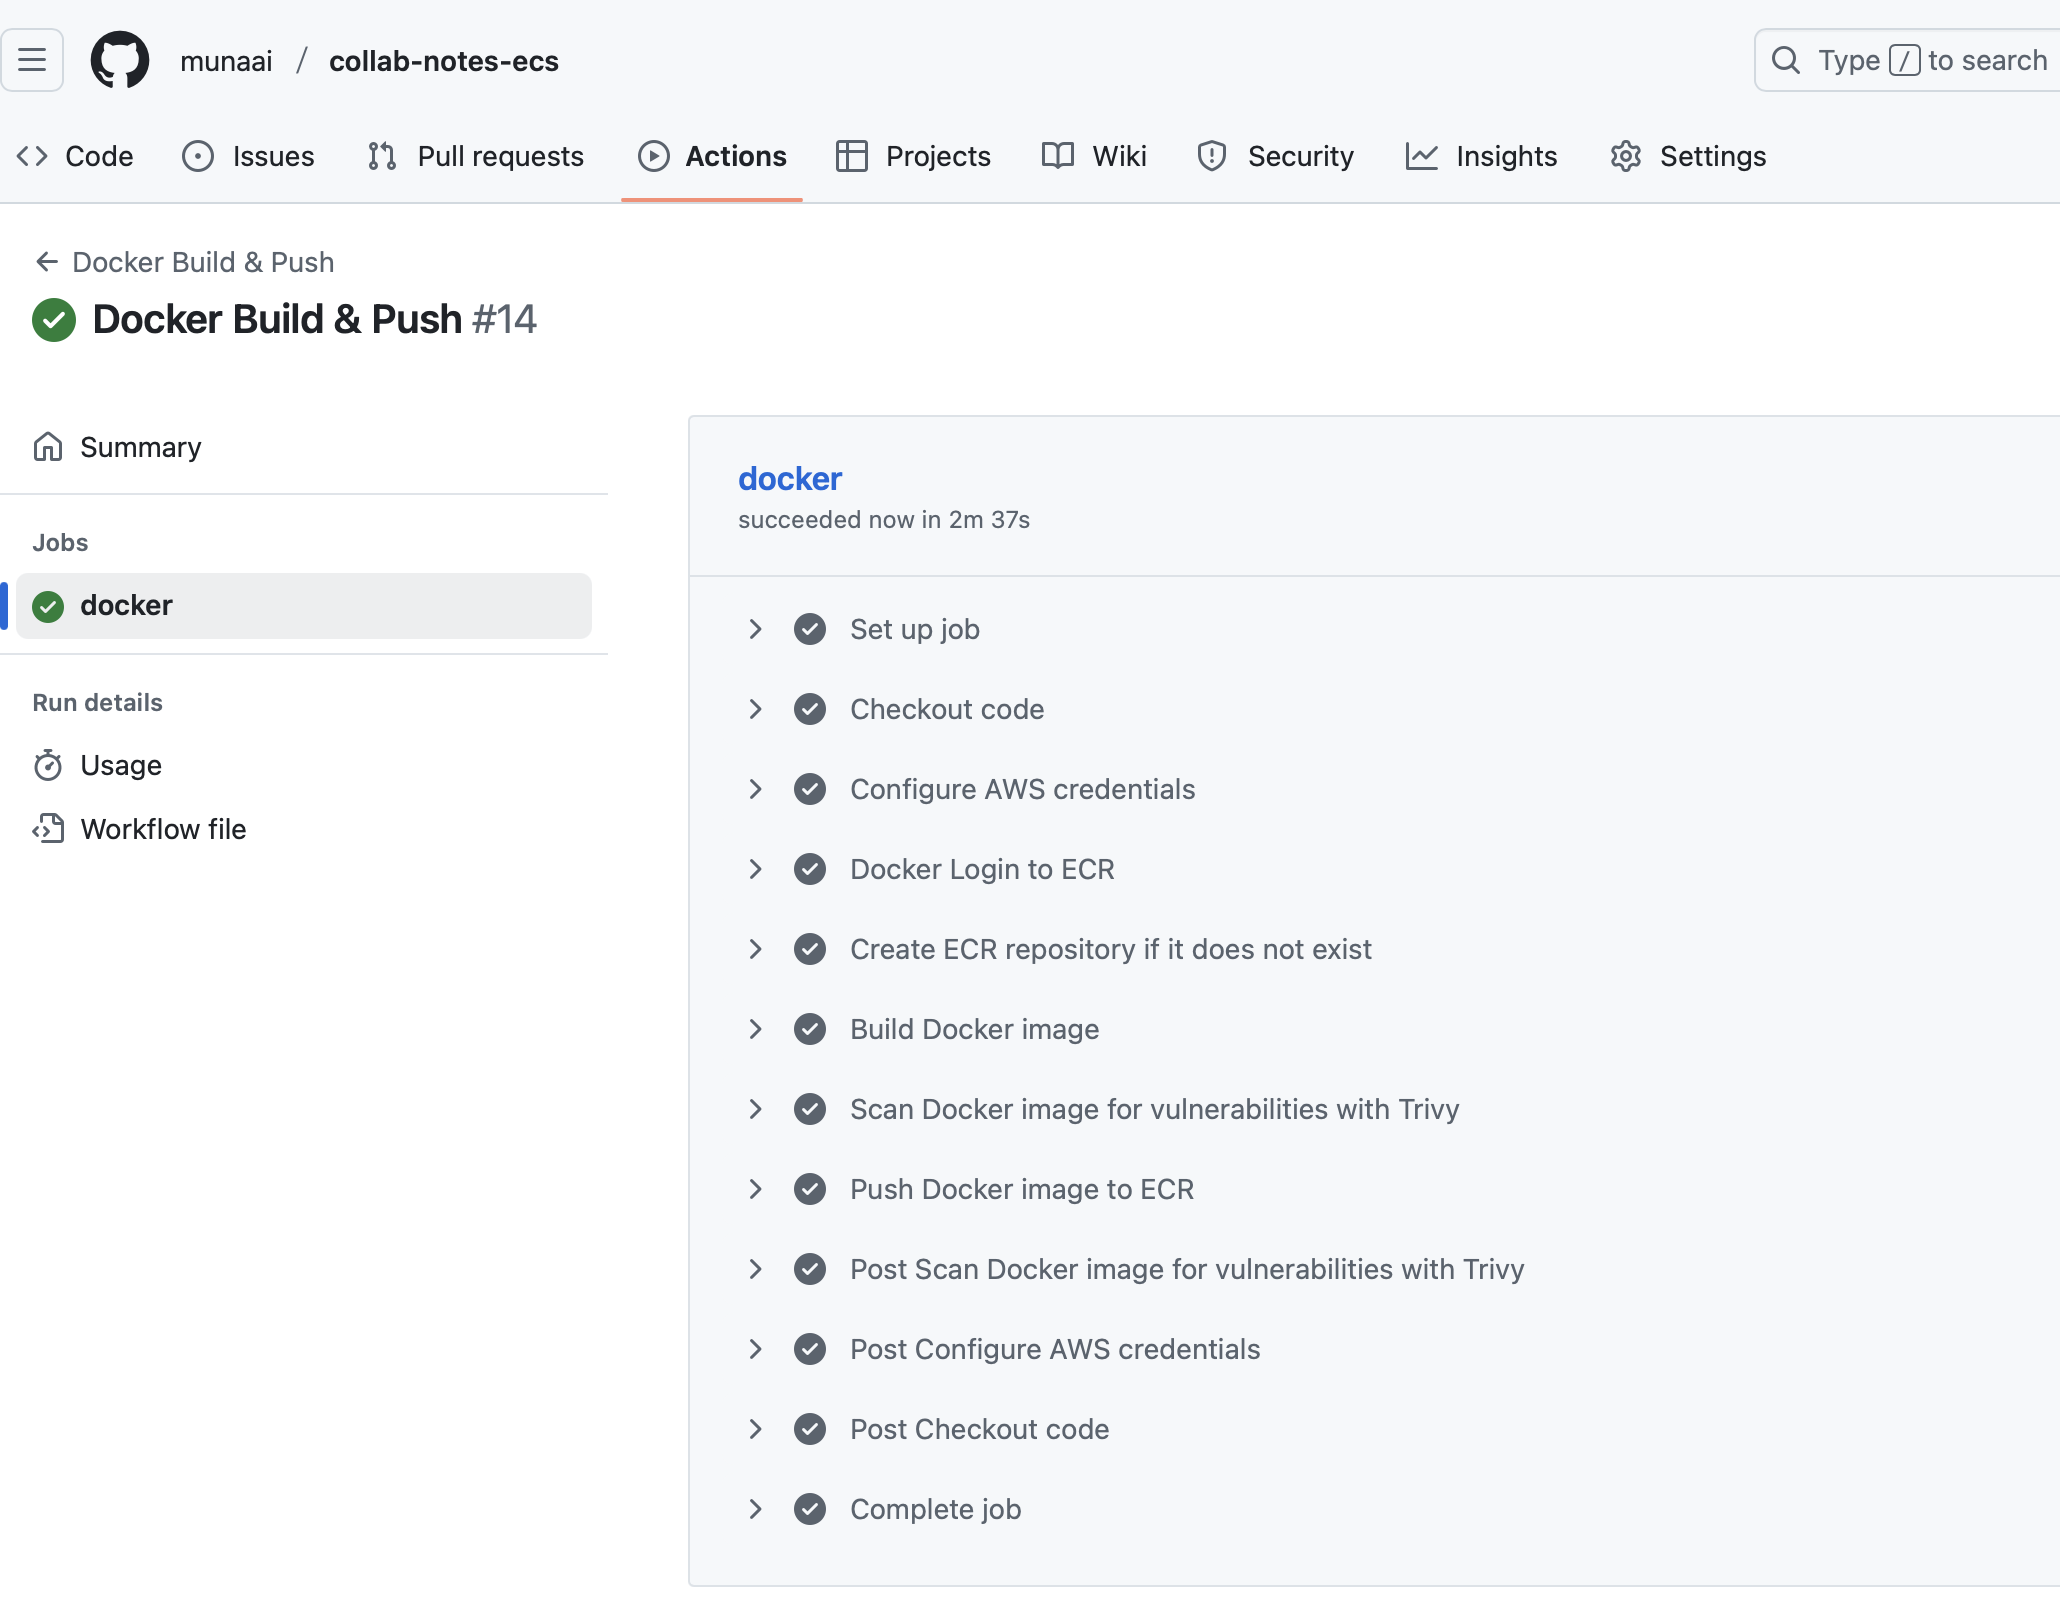 munaai / collab-notes-ecs
Type / to search
Code Issues Pull requests Actions Projects Wiki Security Insights Settings
← Docker Build & Push
Docker Build & Push #14
Summary
Jobs
docker
Run details
Usage
Workflow file
docker
succeeded now in 2m 37s
Set up job
Checkout code
Configure AWS credentials
Docker Login to ECR
Create ECR repository if it does not exist
Build Docker image
Scan Docker image for vulnerabilities with Trivy
Push Docker image to ECR
Post Scan Docker image for vulnerabilities with Trivy
Post Configure AWS credentials
Post Checkout code
Complete job